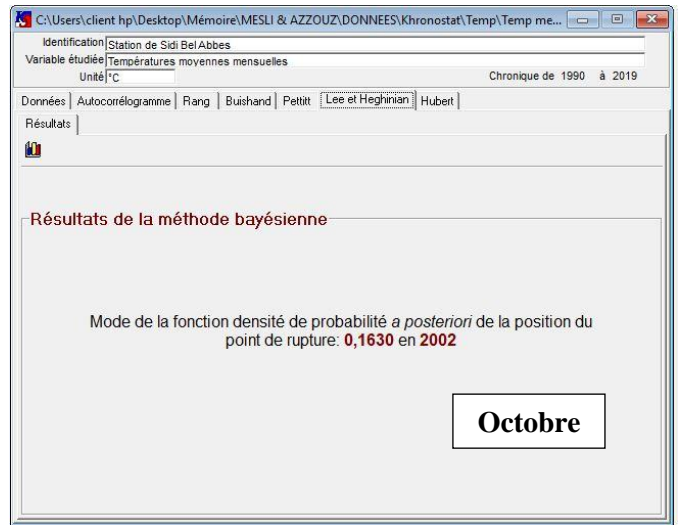 C:\Users\client hp\Desktop\Mémoire\MESLI & AZZOUZ\DONNEES\Khronostat\Temp\Temp me...
Identification Station de Sidi Bel Abbes
Variable étudiée Températures moyennes mensuelles
Unité °C Chronique de 1990 à 2019
Données Autocorrélogramme Rang Buishand Pettitt Lee et Heghinian Hubert
Résultats
Résultats de la méthode bayésienne
Mode de la fonction densité de probabilité a posteriori de la position du
point de rupture: 0,1630 en 2002
Octobre